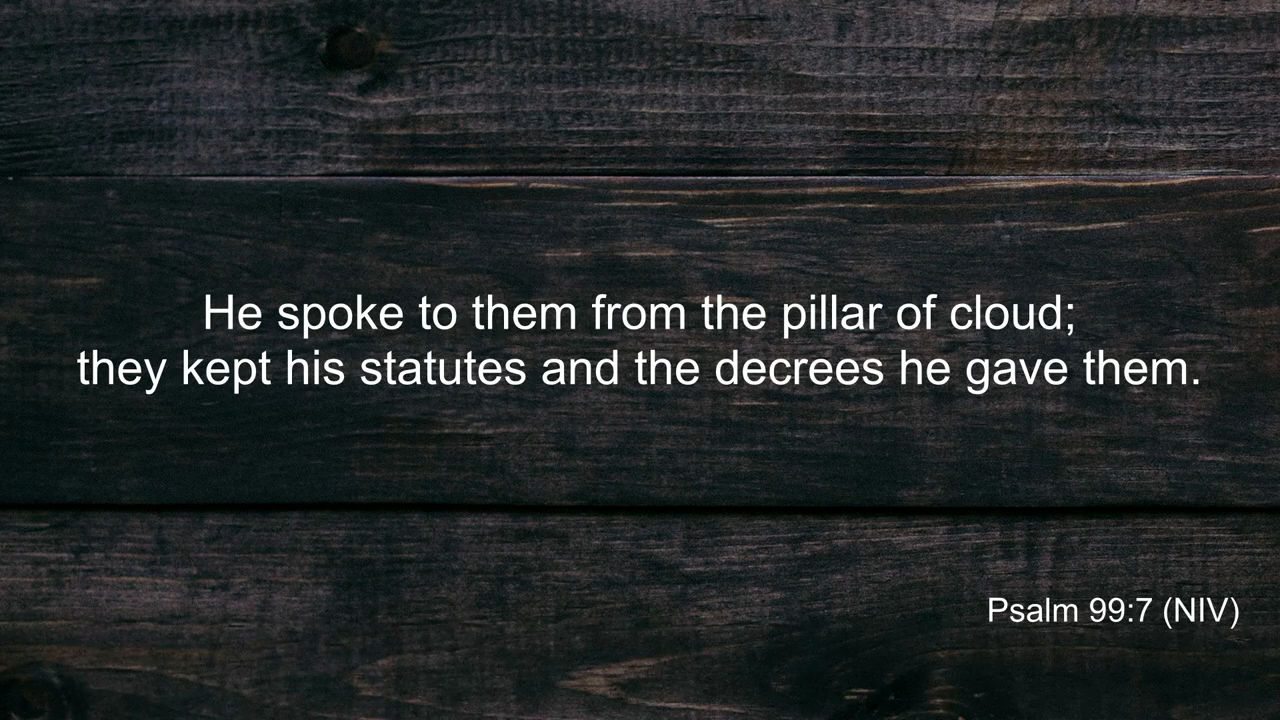 He spoke to them from the pillar of cloud;
they kept his statutes and the decrees he gave them.
Psalm 99:7 (NIV)